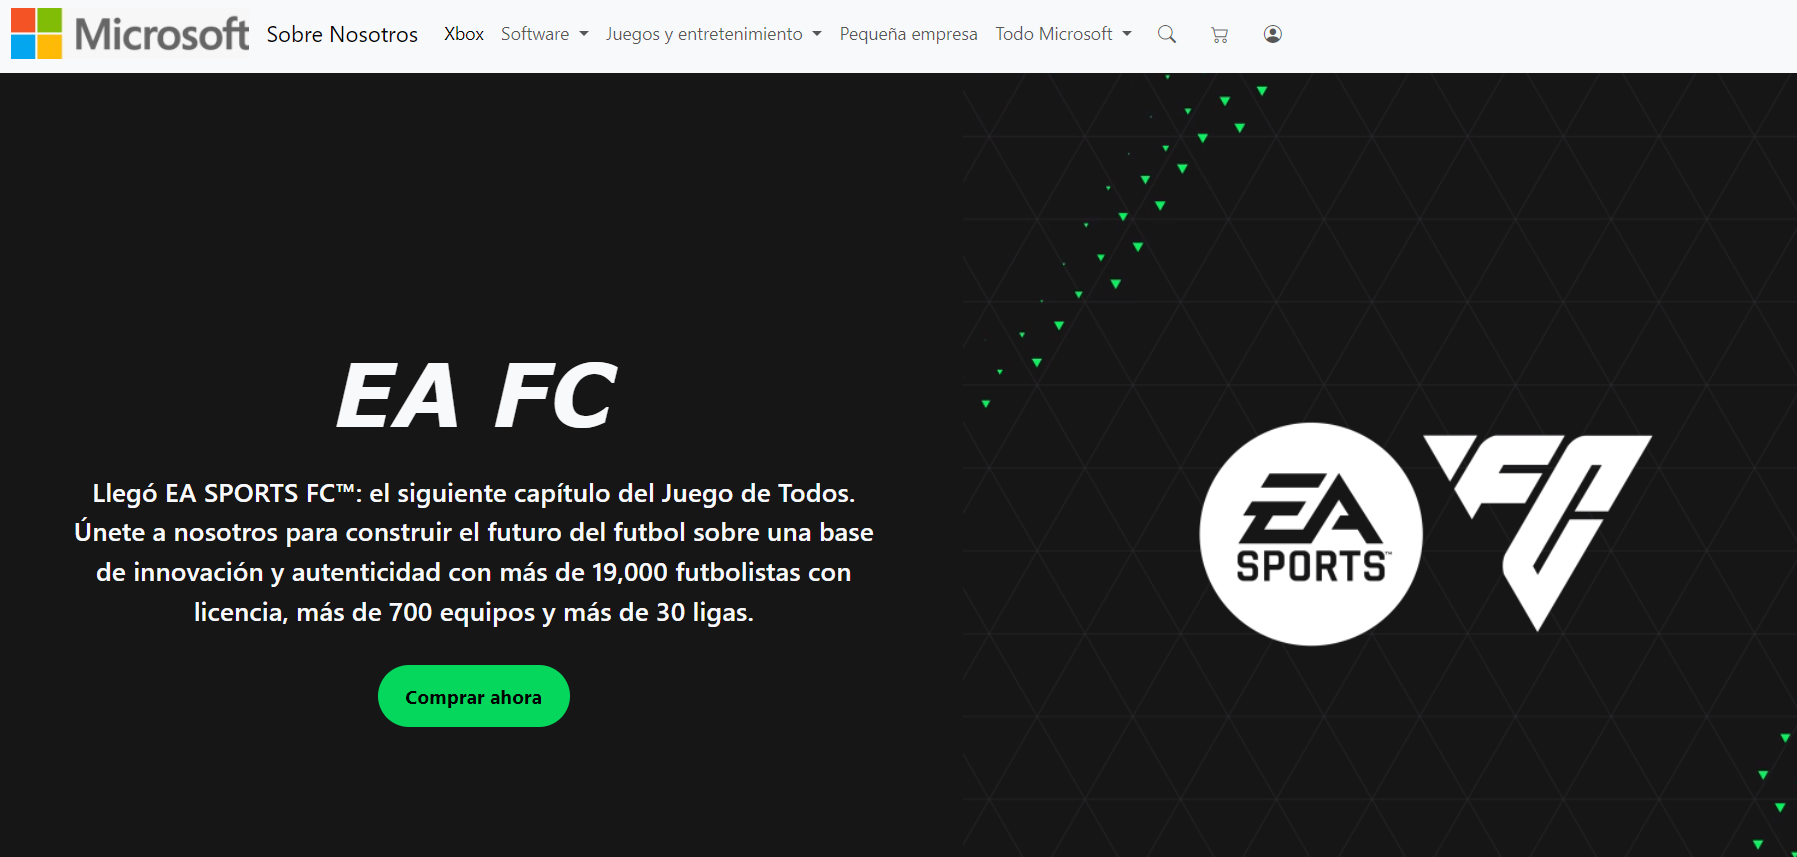 Microsoft Sobre Nosotros Xbox Software Juegos y entretenimiento Pequeña empresa Todo Microsoft
EA FC
Llegó EA SPORTS FC™: el siguiente capítulo del Juego de Todos.
Únete a nosotros para construir el futuro del futbol sobre una base
de innovación y autenticidad con más de 19,000 futbolistas con
licencia, más de 700 equipos y más de 30 ligas.
Comprar ahora
EA
SPORTS™
FC